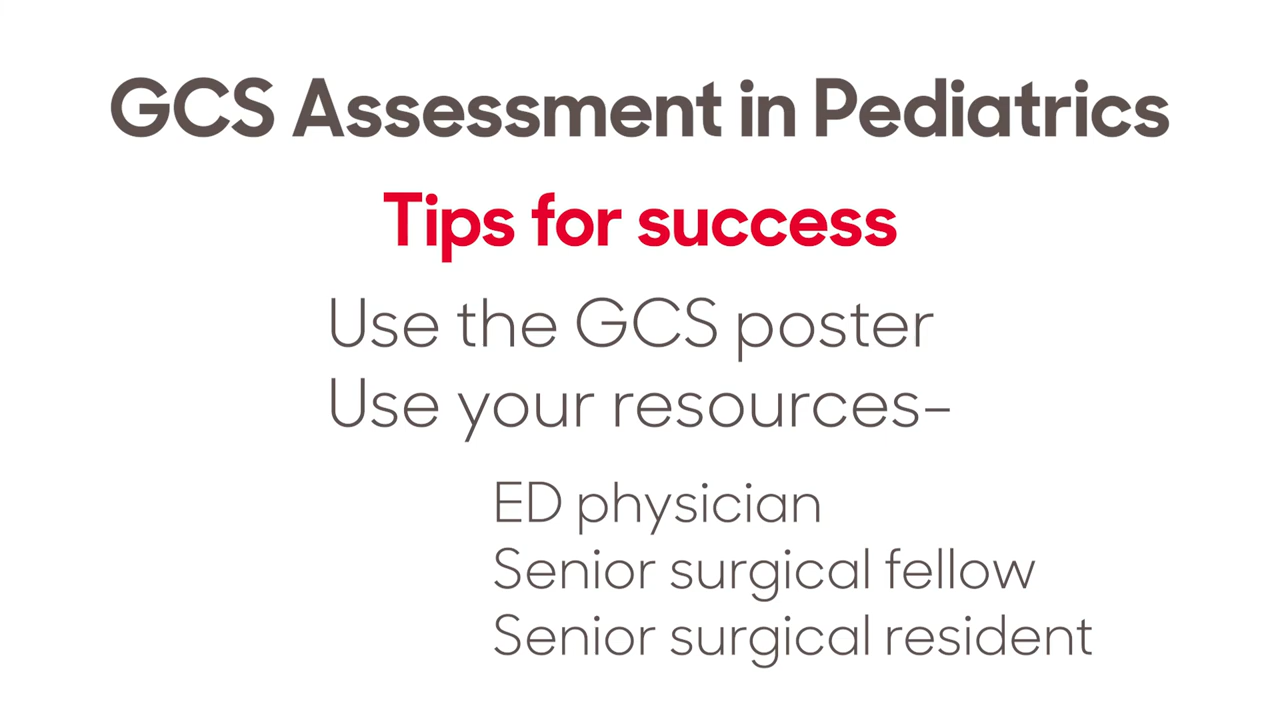 GCS Assessment in Pediatrics
Tips for success
Use the GCS poster
Use your resources–
ED physician
Senior surgical fellow
Senior surgical resident